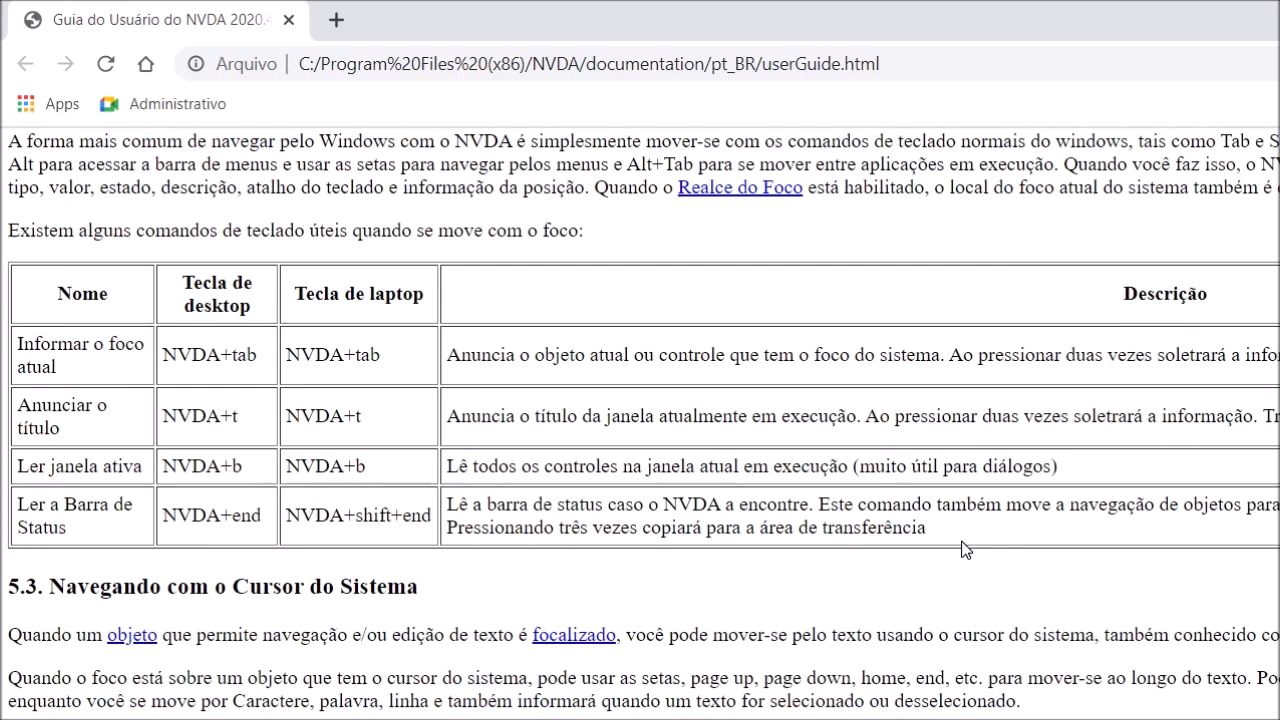 Guia do Usuário do NVDA 2020.4
Arquivo | C:/Program%20Files%20(x86)/NVDA/documentation/pt_BR/userGuide.html
Apps Administrativo
A forma mais comum de navegar pelo Windows com o NVDA é simplesmente mover-se com os comandos de teclado normais do windows, tais como Tab e S
Alt para acessar a barra de menus e usar as setas para navegar pelos menus e Alt+Tab para se mover entre aplicações em execução. Quando você faz isso, o NV
tipo, valor, estado, descrição, atalho do teclado e informação da posição. Quando o Realce do Foco está habilitado, o local do foco atual do sistema também é
Existem alguns comandos de teclado úteis quando se move com o foco:
Nome Tecla de desktop Tecla de laptop Descrição
Informar o foco atual NVDA+tab NVDA+tab Anuncia o objeto atual ou controle que tem o foco do sistema. Ao pressionar duas vezes soletrará a info
Anunciar o título NVDA+t NVDA+t Anuncia o título da janela atualmente em execução. Ao pressionar duas vezes soletrará a informação. Tr
Ler janela ativa NVDA+b NVDA+b Lê todos os controles na janela atual em execução (muito útil para diálogos)
Ler a Barra de Status NVDA+end NVDA+shift+end Lê a barra de status caso o NVDA a encontre. Este comando também move a navegação de objetos para
Pressionando três vezes copiará para a área de transferência
5.3. Navegando com o Cursor do Sistema
Quando um objeto que permite navegação e/ou edição de texto é focalizado, você pode mover-se pelo texto usando o cursor do sistema, também conhecido co
Quando o foco está sobre um objeto que tem o cursor do sistema, pode usar as setas, page up, page down, home, end, etc. para mover-se ao longo do texto. Po
enquanto você se move por Caractere, palavra, linha e também informará quando um texto for selecionado ou desselecionado.